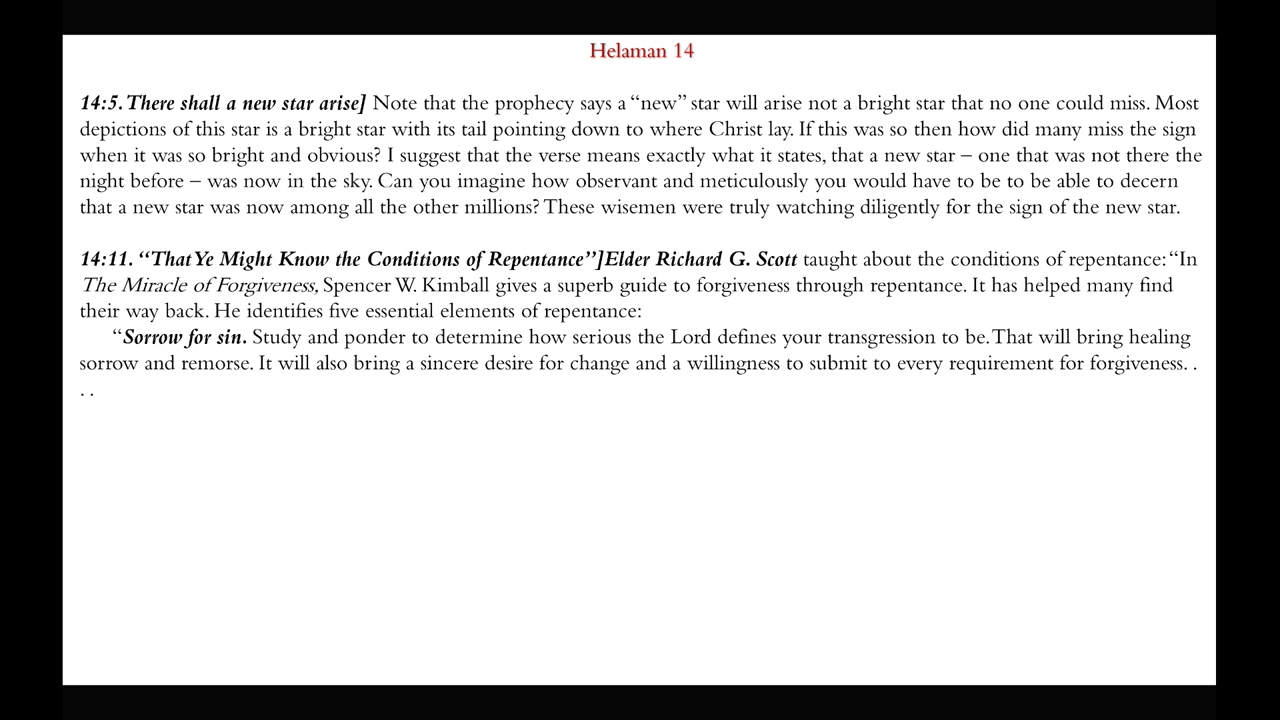 Helaman 14
14:5. There shall a new star arise] Note that the prophecy says a “new” star will arise not a bright star that no one could miss. Most
depictions of this star is a bright star with its tail pointing down to where Christ lay. If this was so then how did many miss the sign
when it was so bright and obvious? I suggest that the verse means exactly what it states, that a new star – one that was not there the
night before – was now in the sky. Can you imagine how observant and meticulously you would have to be to be able to decern
that a new star was now among all the other millions? These wisemen were truly watching diligently for the sign of the new star.
14:11. “That Ye Might Know the Conditions of Repentance”]Elder Richard G. Scott taught about the conditions of repentance: “In
The Miracle of Forgiveness, Spencer W. Kimball gives a superb guide to forgiveness through repentance. It has helped many find
their way back. He identifies five essential elements of repentance:
“Sorrow for sin. Study and ponder to determine how serious the Lord defines your transgression to be. That will bring healing
sorrow and remorse. It will also bring a sincere desire for change and a willingness to submit to every requirement for forgiveness. .
. .